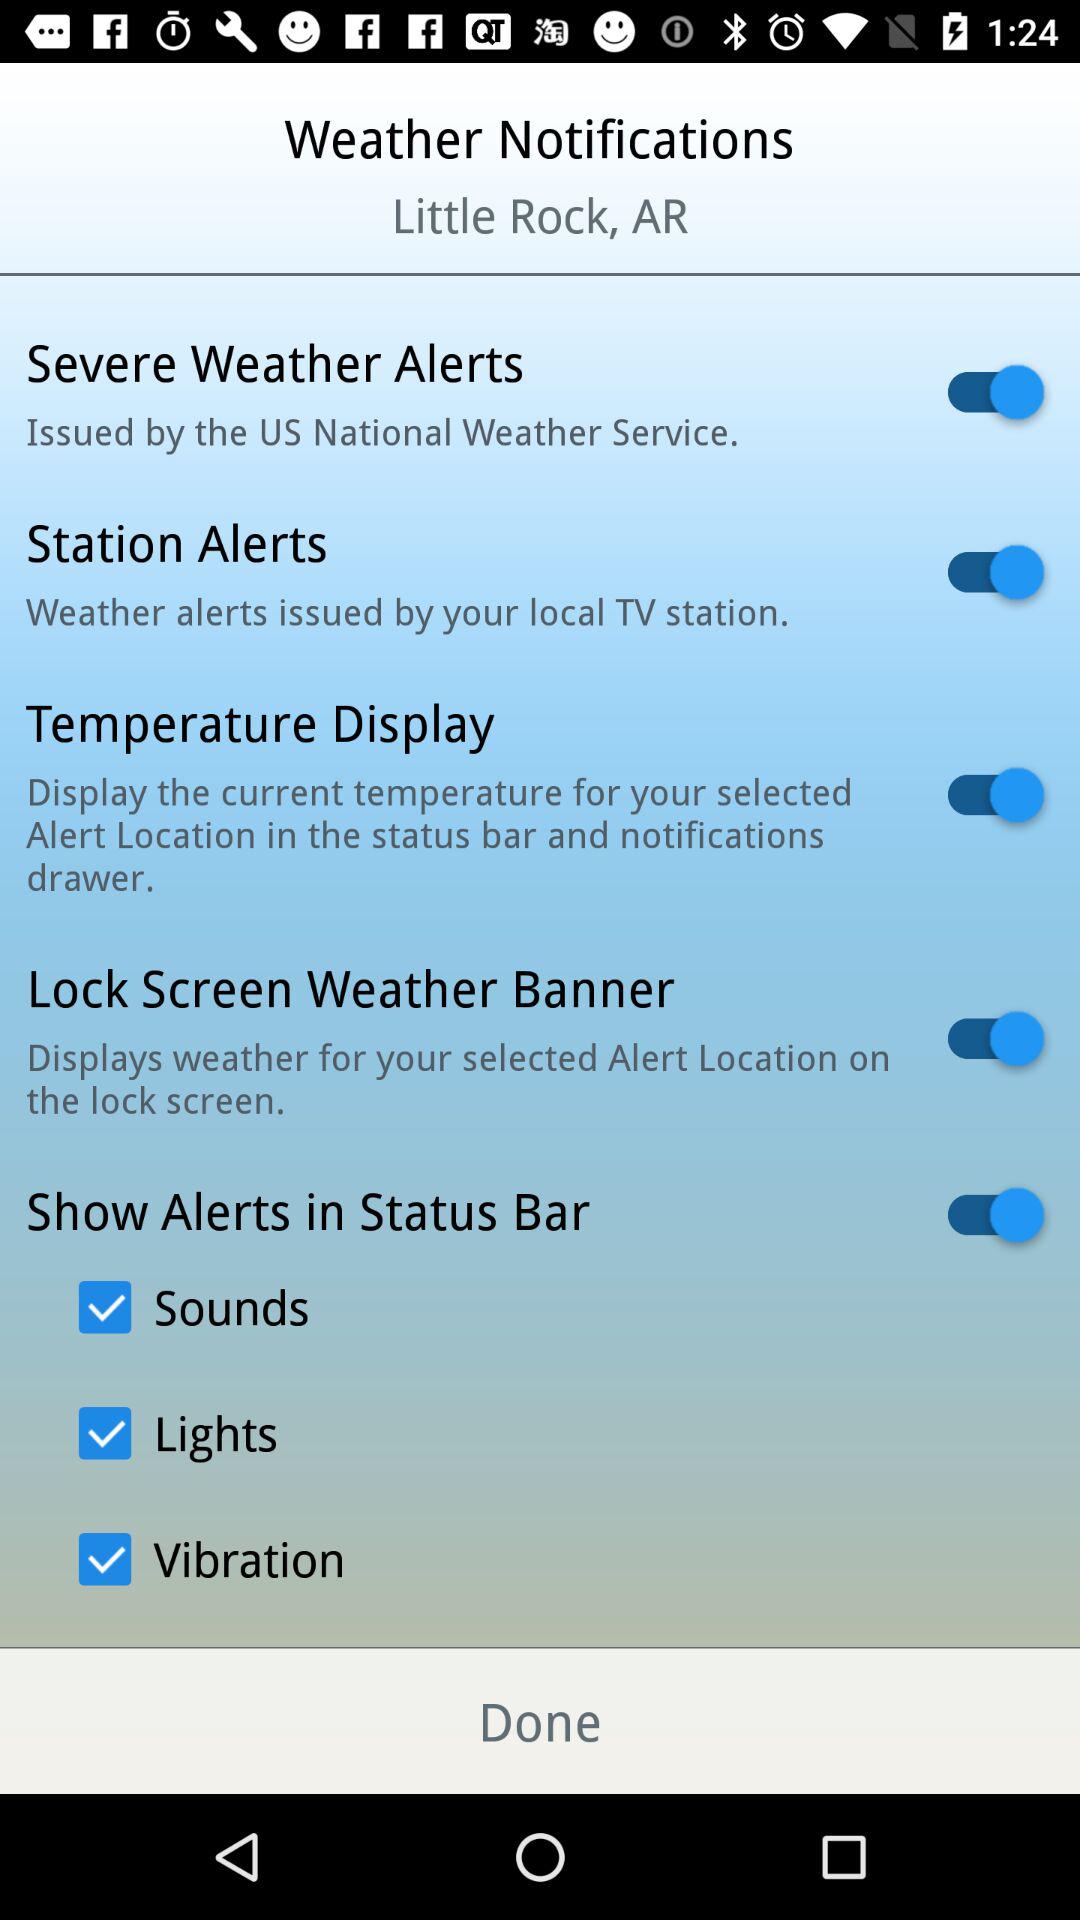 QT 淘 1:24
Weather Notifications
Little Rock, AR
Severe Weather Alerts
Issued by the US National Weather Service.
Station Alerts
Weather alerts issued by your local TV station.
Temperature Display
Display the current temperature for your selected
Alert Location in the status bar and notifications
drawer.
Lock Screen Weather Banner
Displays weather for your selected Alert Location on
the lock screen.
Show Alerts in Status Bar
Sounds
Lights
Vibration
Done